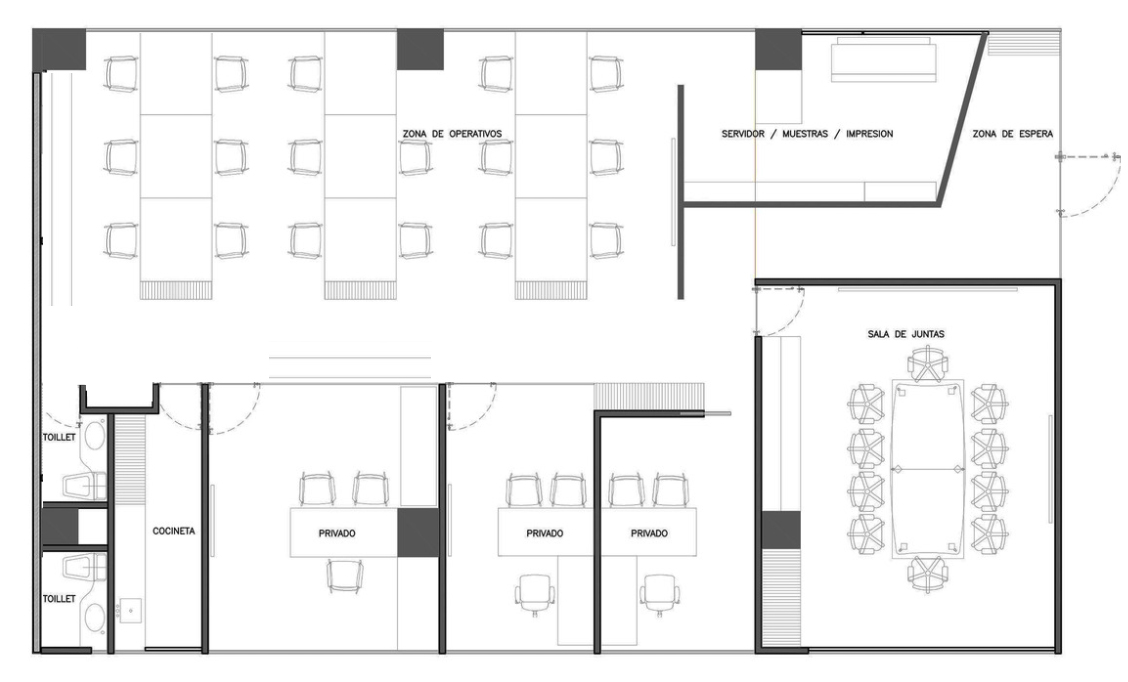 ZONA DE OPERATIVOS
SERVIDOR / MUESTRAS / IMPRESION
ZONA DE ESPERA
SALA DE JUNTAS
TOILLET
COCINETA
PRIVADO
PRIVADO
PRIVADO
TOILLET